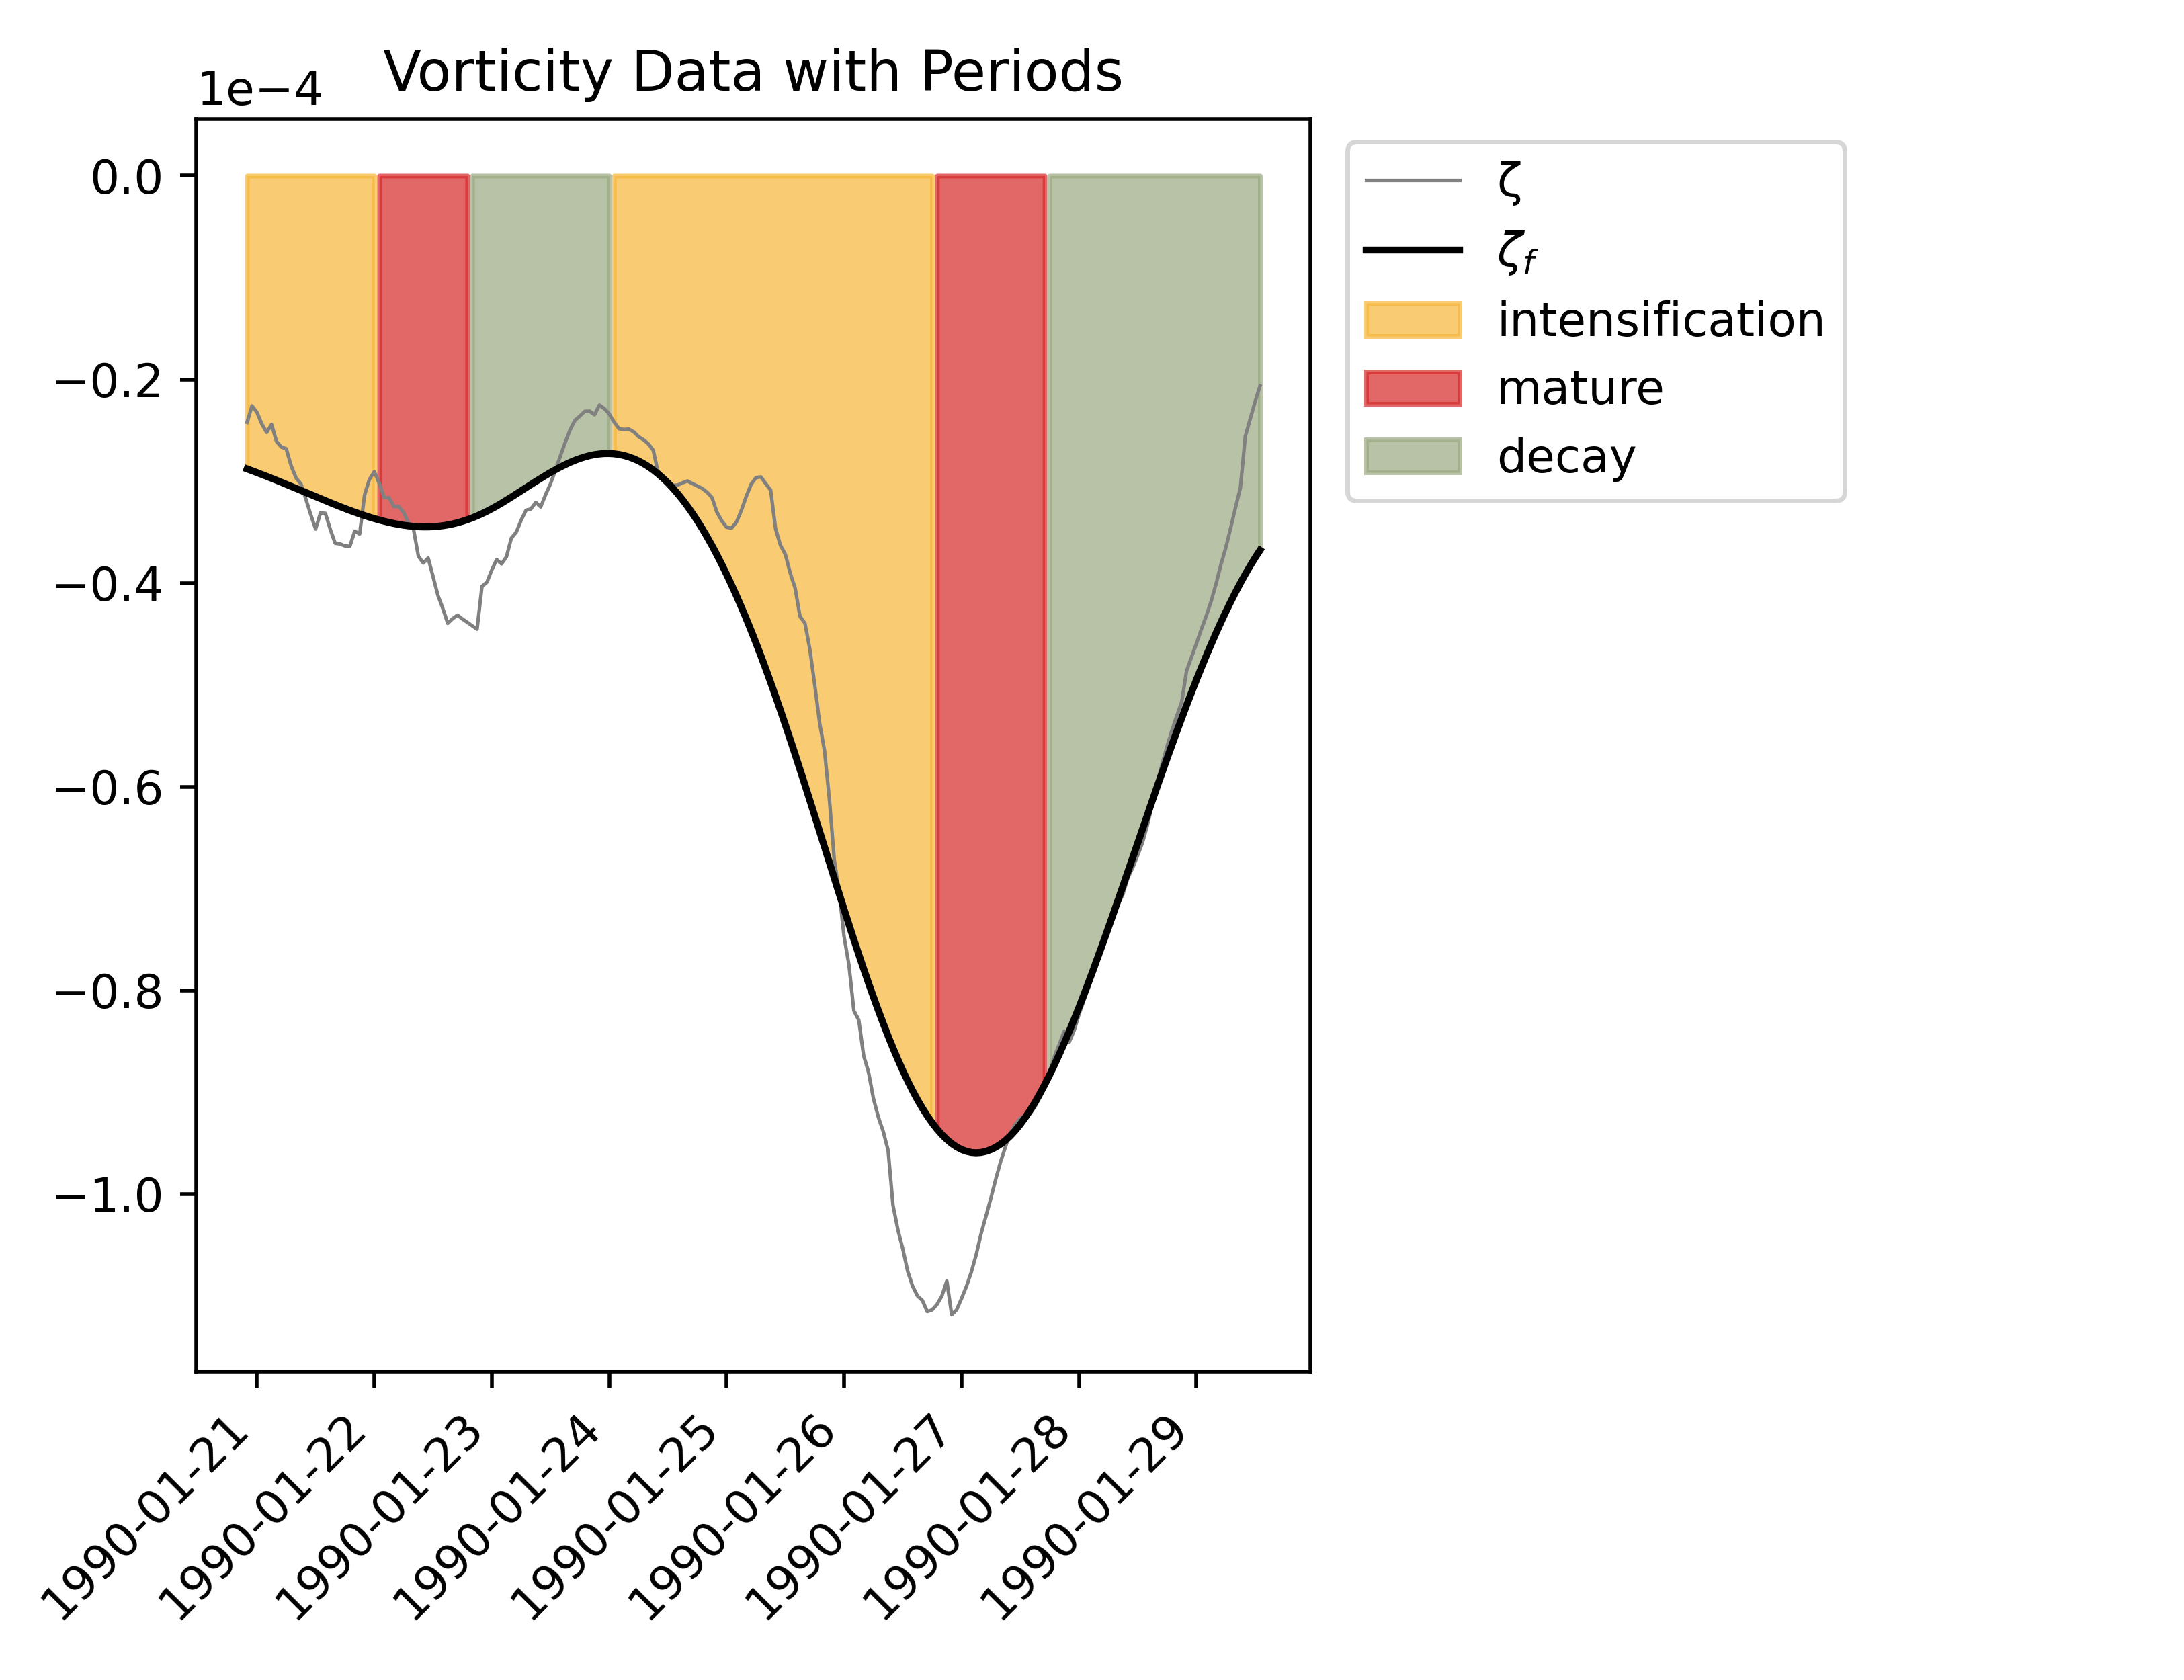 Vorticity Data with Periods
1e−4
0.0
−0.2
−0.4
−0.6
−0.8
−1.0
1990-01-21
1990-01-22
1990-01-23
1990-01-24
1990-01-25
1990-01-26
1990-01-27
1990-01-28
1990-01-29
ζ
ζf
intensification
mature
decay